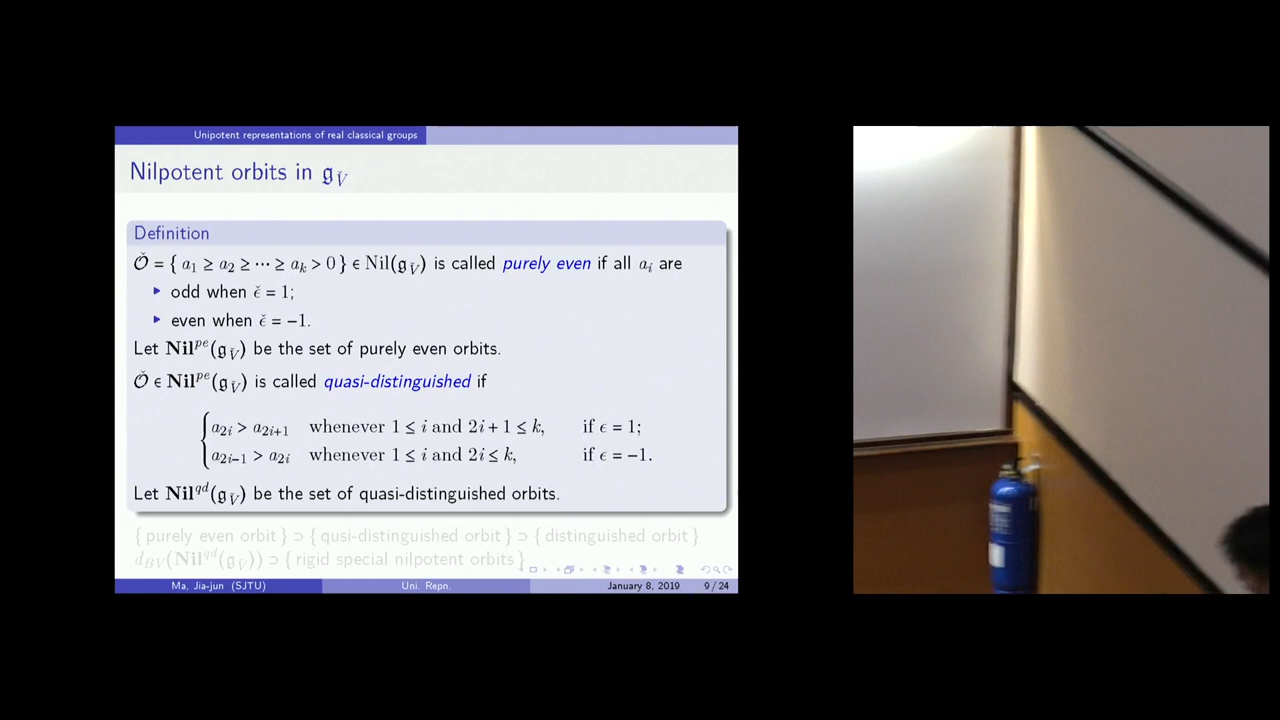 Unipotent representations of real classical groups
Nilpotent orbits in 𝔤_V̌
Definition
Ǒ = { a₁ ≥ a₂ ≥ ⋯ ≥ a_k > 0 } ∈ Nil(𝔤_V̌) is called purely even if all a_i are
▶ odd when ϵ̌ = 1;
▶ even when ϵ̌ = −1.
Let Nil^{pe}(𝔤_V̌) be the set of purely even orbits.
Ǒ ∈ Nil^{pe}(𝔤_V̌) is called quasi-distinguished if
a_{2i} > a_{2i+1} whenever 1 ≤ i and 2i + 1 ≤ k, if ϵ = 1;
a_{2i−1} > a_{2i} whenever 1 ≤ i and 2i ≤ k, if ϵ = −1.
Let Nil^{qd}(𝔤_V̌) be the set of quasi-distinguished orbits.
{ purely even orbit } ⊃ { qusi-distinguished orbit } ⊃ { distinguished orbit }
d_{BV}(Nil^{qd}(𝔤_V̌)) ⊃ { rigid special nilpotent orbits }
Ma, Jia-jun (SJTU) Uni. Repn. January 8, 2019 9 / 24